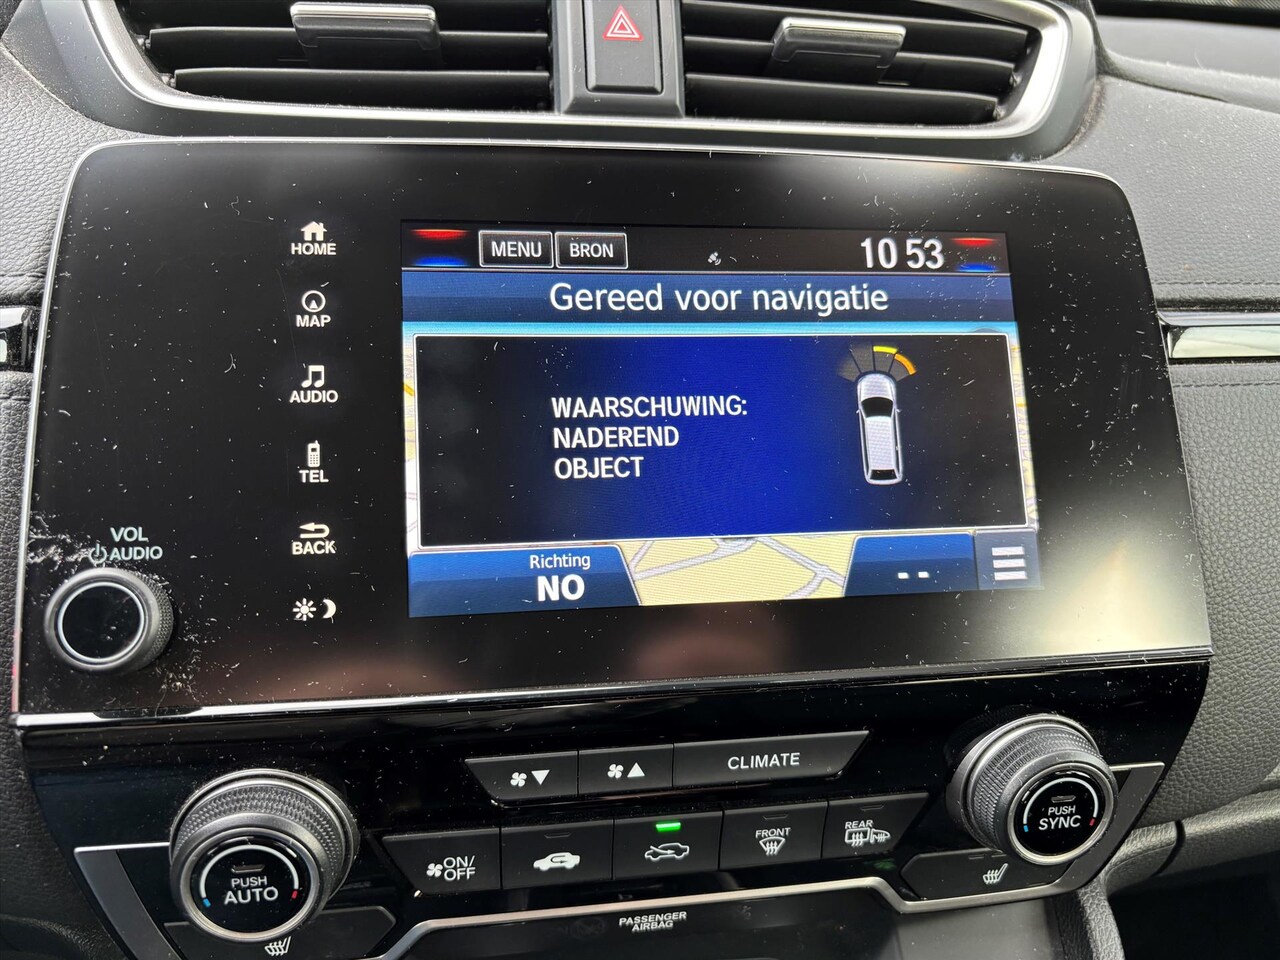 HOME
MAP
AUDIO
TEL
BACK
VOL
AUDIO
MENU BRON 10 53
Gereed voor navigatie
WAARSCHUWING:
NADEREND
OBJECT
Richting
NO
--
CLIMATE
PUSH
AUTO
ON/
OFF
FRONT
REAR
PUSH
SYNC
PASSENGER
AIRBAG